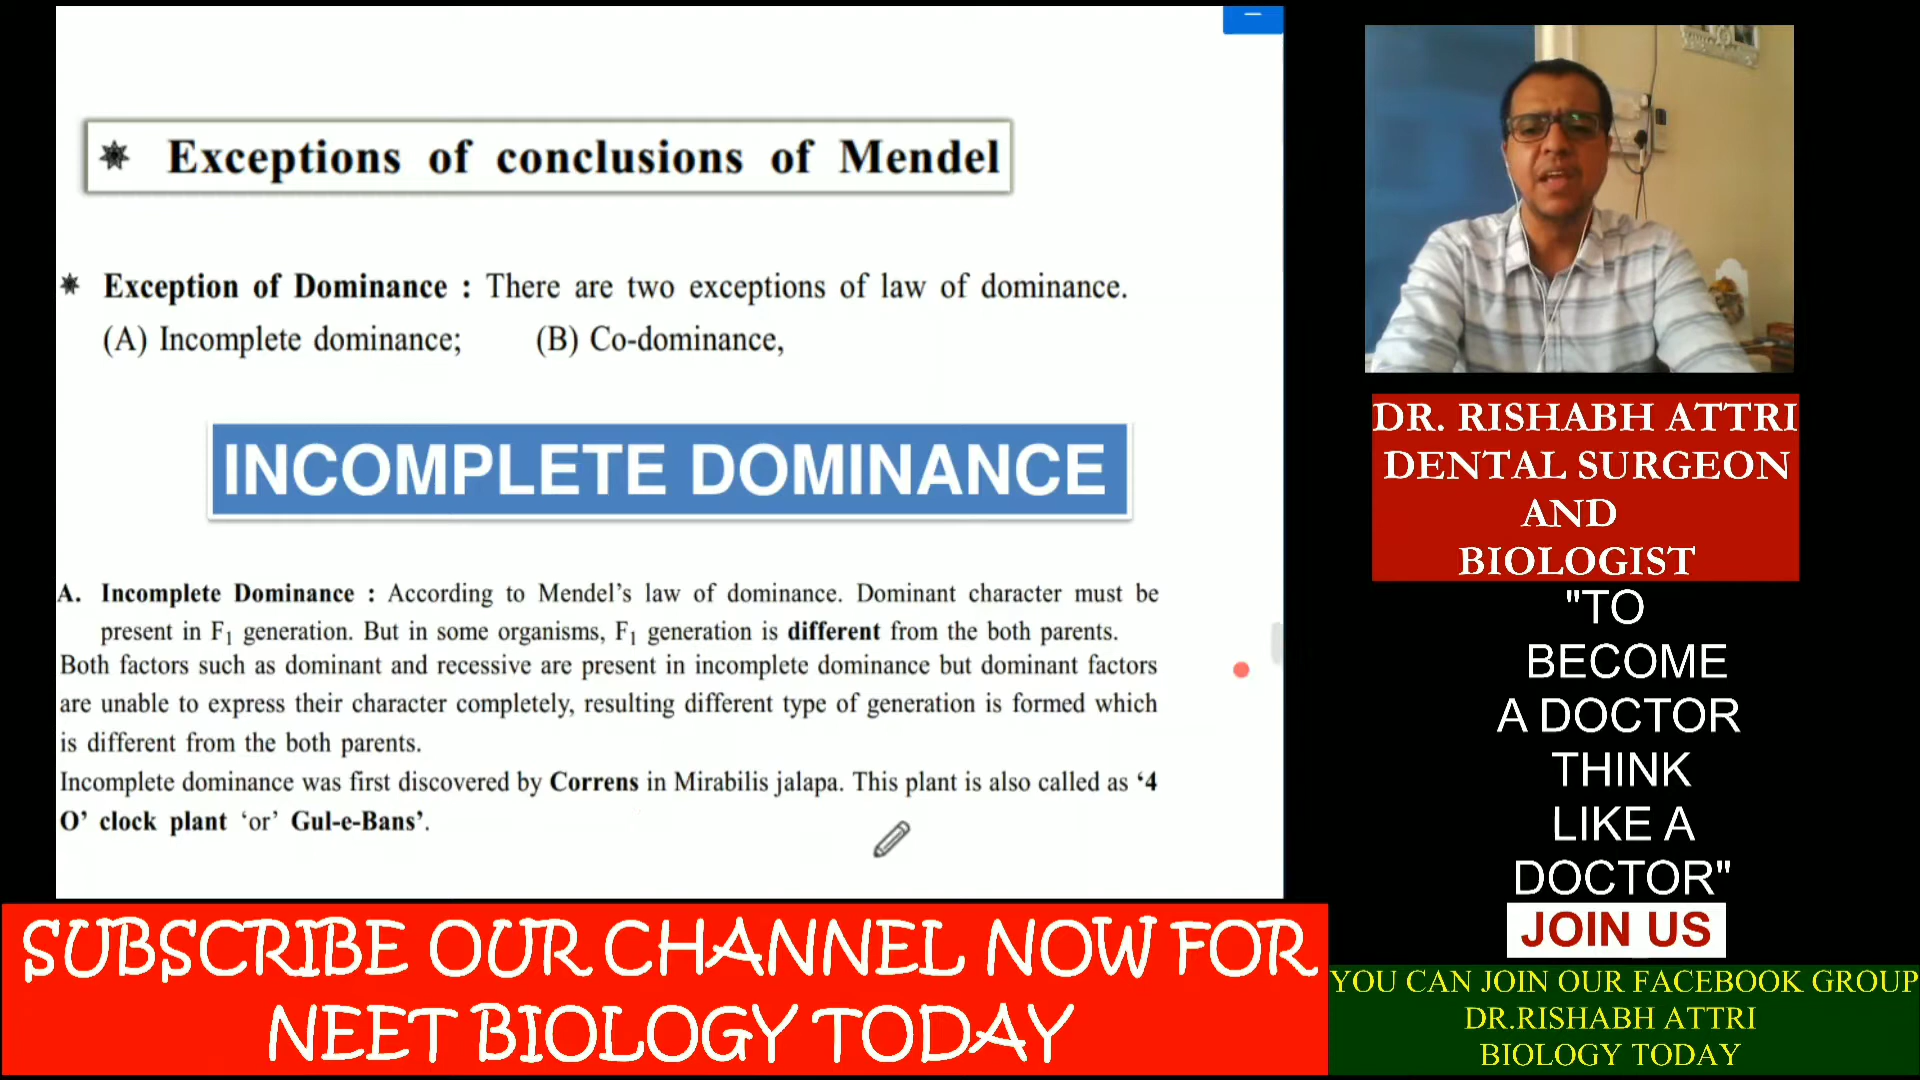 Exceptions of conclusions of Mendel
Exception of Dominance : There are two exceptions of law of dominance.
(A) Incomplete dominance; (B) Co-dominance,
INCOMPLETE DOMINANCE
A. Incomplete Dominance : According to Mendel's law of dominance. Dominant character must be
present in F₁ generation. But in some organisms, F₁ generation is different from the both parents.
Both factors such as dominant and recessive are present in incomplete dominance but dominant factors
are unable to express their character completely, resulting different type of generation is formed which
is different from the both parents.
Incomplete dominance was first discovered by Correns in Mirabilis jalapa. This plant is also called as ‘4
O’ clock plant ‘or’ Gul-e-Bans’.
DR. RISHABH ATTRI
DENTAL SURGEON
AND
BIOLOGIST
"TO
BECOME
A DOCTOR
THINK
LIKE A
DOCTOR"
JOIN US
SUBSCRIBE OUR CHANNEL NOW FOR
NEET BIOLOGY TODAY
YOU CAN JOIN OUR FACEBOOK GROUP
DR.RISHABH ATTRI
BIOLOGY TODAY